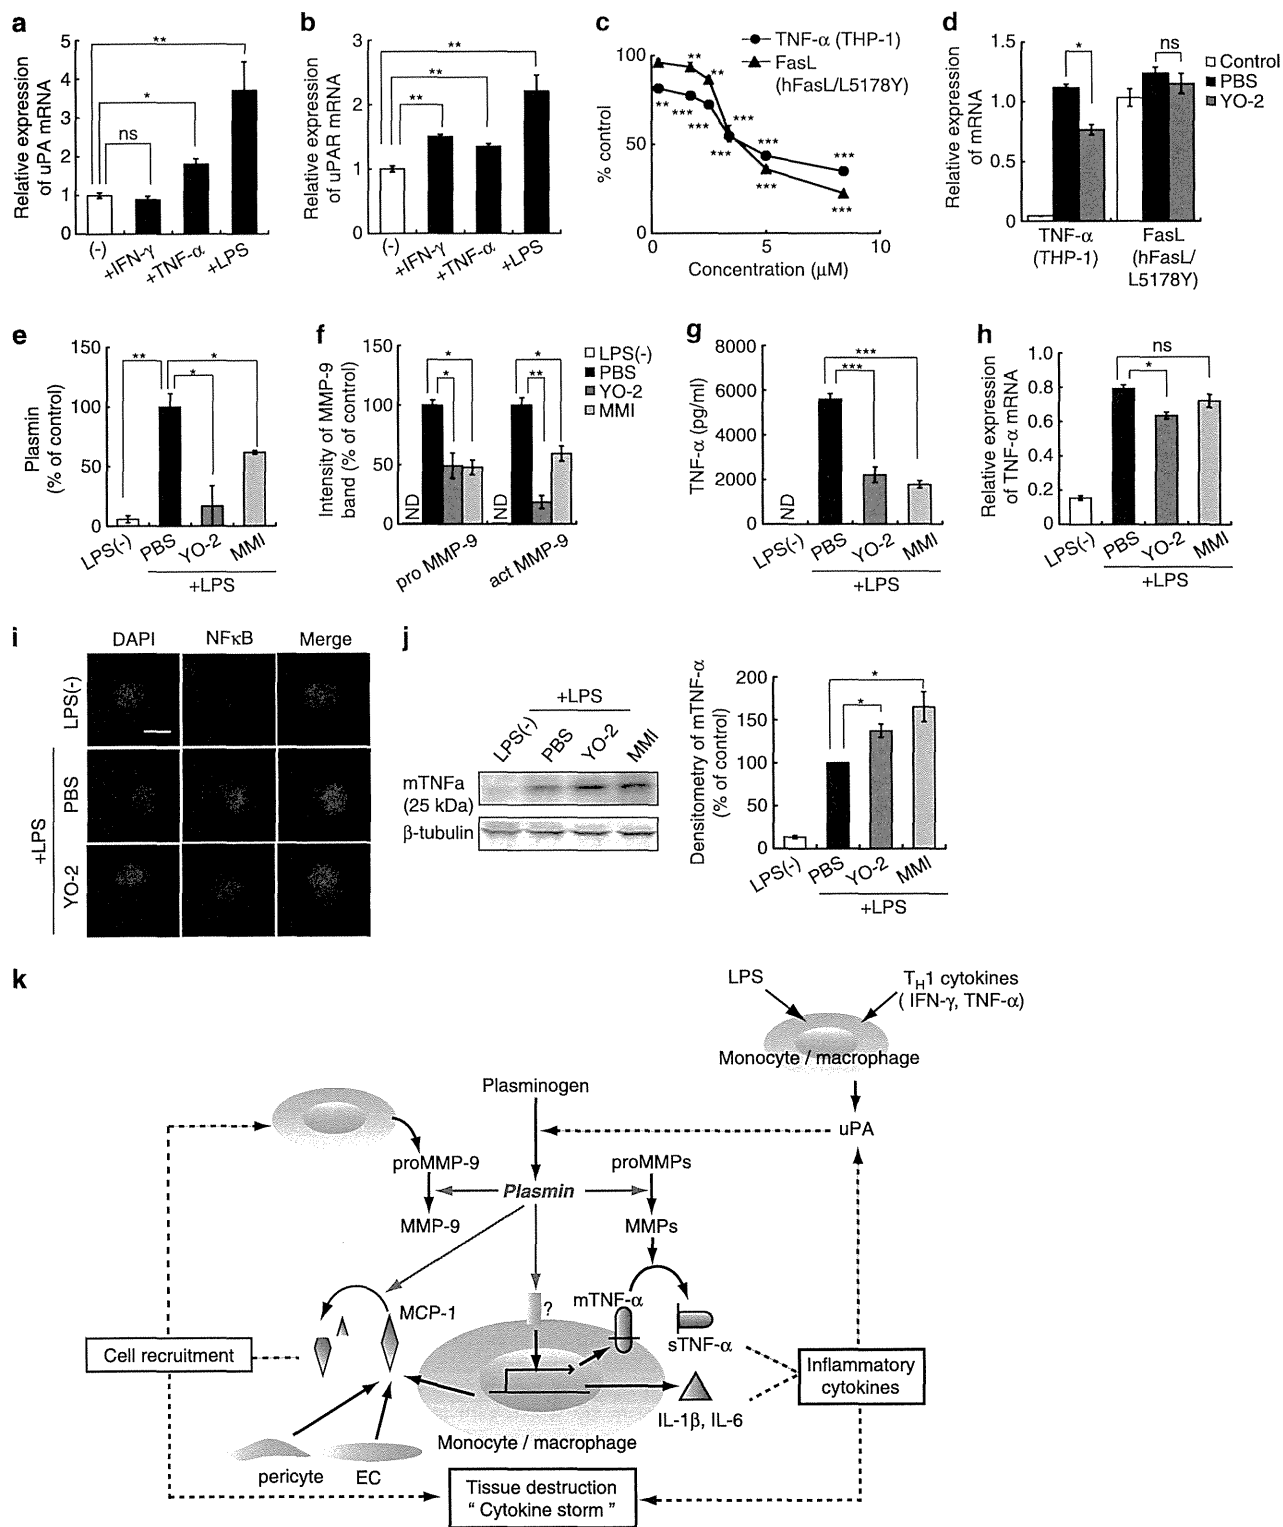 a
Relative expression
of uPA mRNA
5
4
3
2
1
0
**
*
ns
(-)
+IFN-γ
+TNF-α
+LPS
b
Relative expression
of uPAR mRNA
3
2
1
0
**
**
**
(-)
+IFN-γ
+TNF-α
+LPS
c
% control
100
50
0
TNF-α (THP-1)
FasL
(hFasL/L5178Y)
**
**
**
***
***
***
***
***
***
***
***
0
5
10
Concentration (μM)
d
Relative expression
of mRNA
1.5
1.0
0.5
0
*
ns
Control
PBS
YO-2
TNF-α
(THP-1)
FasL
(hFasL/
L5178Y)
e
Plasmin
(% of control)
150
100
50
0
**
*
*
LPS(-)
PBS
YO-2
MMI
+LPS
f
Intensity of MMP-9
band (% of control)
150
100
50
0
*
*
*
**
ND
ND
LPS(-)
PBS
YO-2
MMI
pro MMP-9
act MMP-9
g
TNF-α (pg/ml)
8000
6000
4000
2000
0
***
***
ND
LPS(-)
PBS
YO-2
MMI
+LPS
h
Relative expression
of TNF-α mRNA
0.8
0.6
0.4
0.2
0
1.0
ns
*
LPS(-)
PBS
YO-2
MMI
+LPS
i
DAPI
NFκB
Merge
LPS(-)
PBS
YO-2
+LPS
j
+LPS
LPS(-)
PBS
YO-2
MMI
mTNFa
(25 kDa)
β-tubulin
Densitometry of mTNF-α
(% of control)
200
150
100
50
0
*
*
LPS(-)
PBS
YO-2
MMI
+LPS
k
LPS
TH1 cytokines
( IFN-γ, TNF-α)
Monocyte / macrophage
Plasminogen
uPA
proMMP-9
proMMPs
Plasmin
MMP-9
MMPs
MCP-1
?
mTNF-α
sTNF-α
Cell recruitment
Inflammatory
cytokines
IL-1β, IL-6
Monocyte / macrophage
pericyte
EC
Tissue destruction
“ Cytokine storm ”